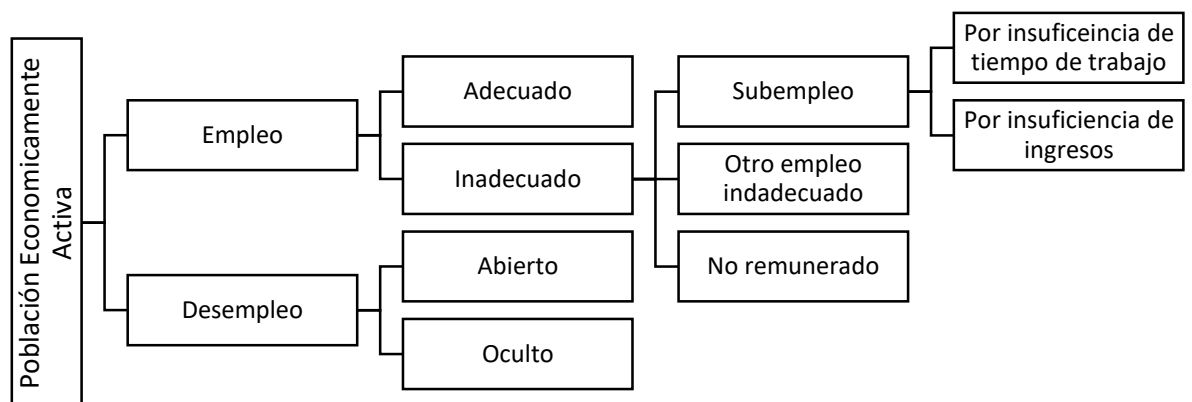 Población Economicamente
Activa
Empleo
Desempleo
Adecuado
Inadecuado
Abierto
Oculto
Subempleo
Otro empleo
indadecuado
No remunerado
Por insuficeincia de
tiempo de trabajo
Por insuficiencia de
ingresos